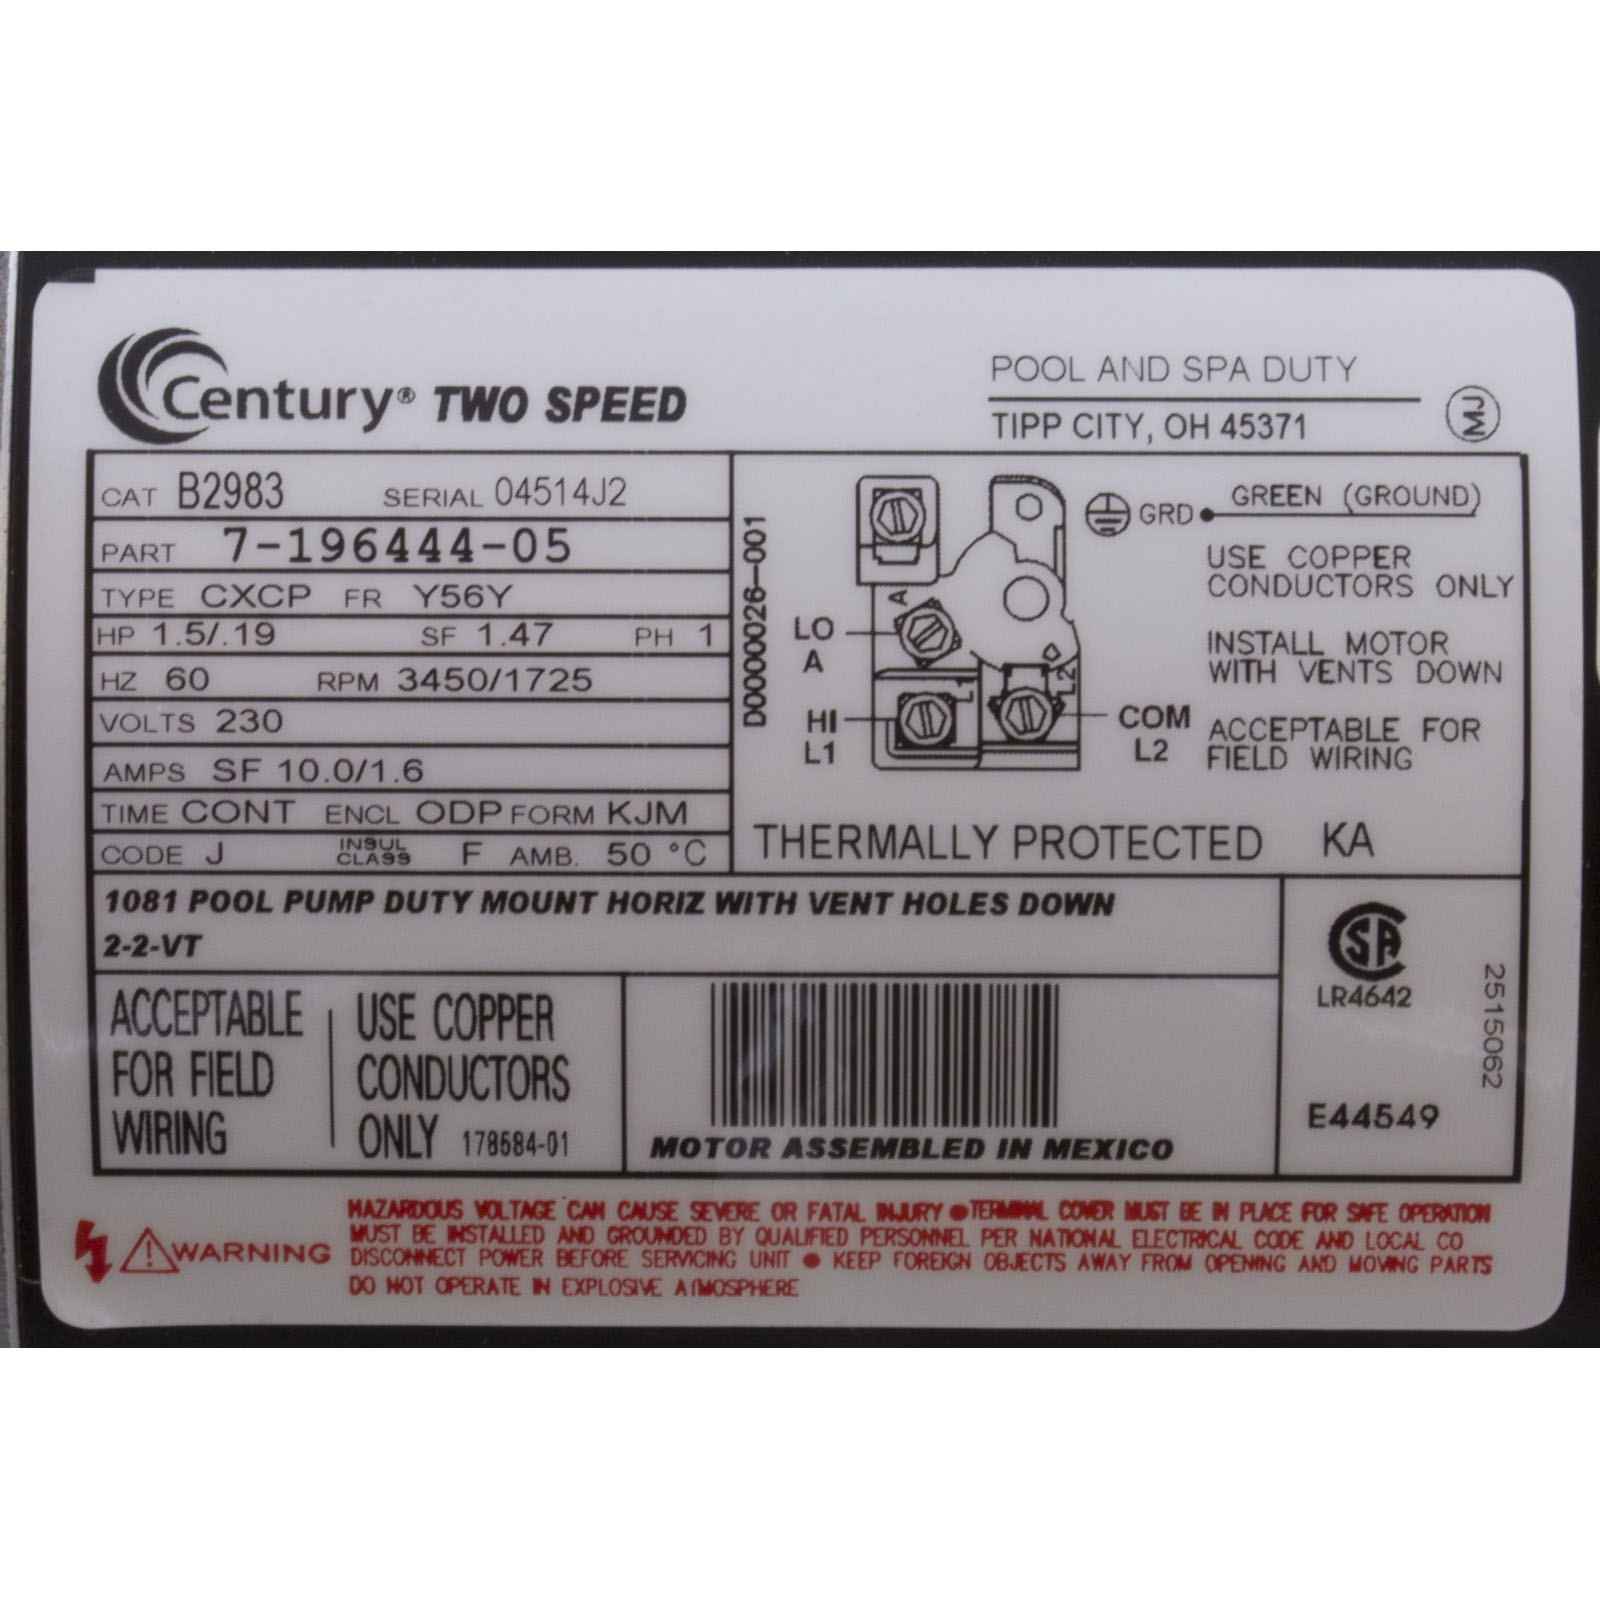 Century® TWO SPEED
POOL AND SPA DUTY
TIPP CITY, OH 45371
MJ
CAT B2983 SERIAL 04514J2
PART 7-196444-05
TYPE CXCP FR Y56Y
HP 1.5/.19 SF 1.47 PH 1
HZ 60 RPM 3450/1725
VOLTS 230
AMPS SF 10.0/1.6
TIME CONT ENCL ODP FORM KJM
CODE J INSUL CLASS F AMB. 50 °C
D0000026-001
A
LO
A
L1
L2
HI
L1
COM
L2
GRD GREEN (GROUND)
USE COPPER
CONDUCTORS ONLY
INSTALL MOTOR
WITH VENTS DOWN
ACCEPTABLE FOR
FIELD WIRING
THERMALLY PROTECTED KA
1081 POOL PUMP DUTY MOUNT HORIZ WITH VENT HOLES DOWN
2-2-VT
ACCEPTABLE
FOR FIELD
WIRING
USE COPPER
CONDUCTORS
ONLY 178584-01
MOTOR ASSEMBLED IN MEXICO
SA
LR4642
E44549
2515062
WARNING
HAZARDOUS VOLTAGE CAN CAUSE SEVERE OR FATAL INJURY ● TERMINAL COVER MUST BE IN PLACE FOR SAFE OPERATION
MUST BE INSTALLED AND GROUNDED BY QUALIFIED PERSONNEL PER NATIONAL ELECTRICAL CODE AND LOCAL CO
DISCONNECT POWER BEFORE SERVICING UNIT ● KEEP FOREIGN OBJECTS AWAY FROM OPENING AND MOVING PARTS
DO NOT OPERATE IN EXPLOSIVE ATMOSPHERE